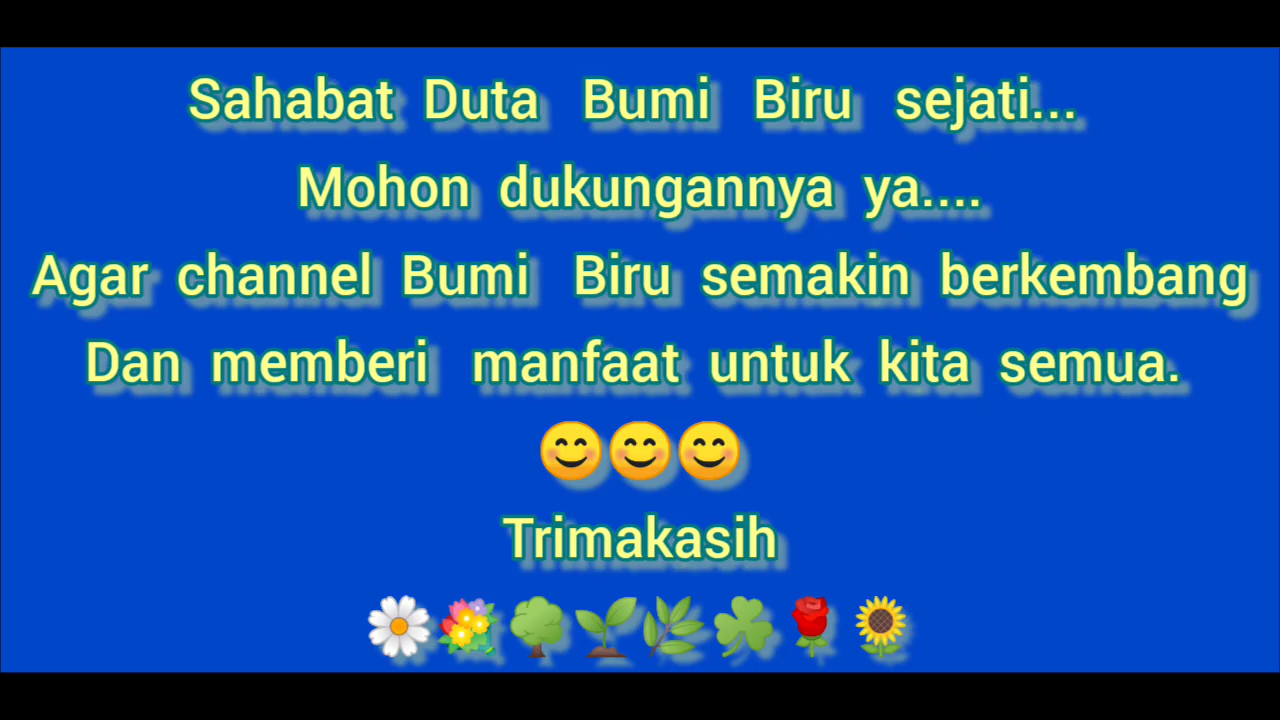 Sahabat Duta Bumi Biru sejati...
Mohon dukungannya ya....
Agar channel Bumi Biru semakin berkembang
Dan memberi manfaat untuk kita semua.
😊😊😊
Trimakasih
🌼💐🌳🌱🌿☘️🌹🌻